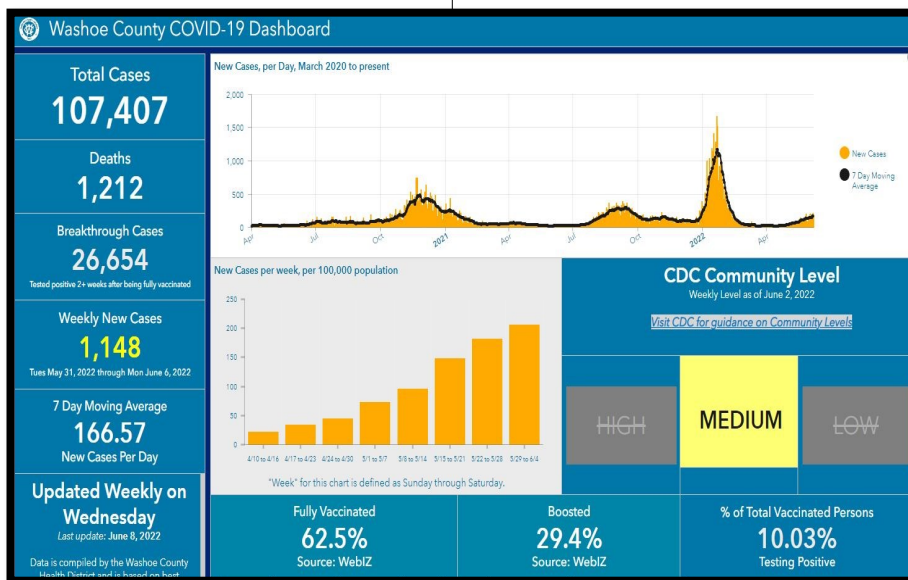 Washoe County COVID-19 Dashboard
Total Cases
107,407
Deaths
1,212
Breakthrough Cases
26,654
Tested positive 2+ weeks after being fully vaccinated
Weekly New Cases
1,148
Tues May 31, 2022 through Mon June 6, 2022
7 Day Moving Average
166.57
New Cases Per Day
Updated Weekly on
Wednesday
Last update: June 8, 2022
Data is compiled by the Washoe County
Health District and is based on best
New Cases, per Day, March 2020 to present
2,000
1,500
1,000
500
0
Apr Jul Oct 2021 Apr Jul Oct 2022 Apr
New Cases
7 Day Moving
Average
New Cases per week, per 100,000 population
250
200
150
100
50
0
4/10 to 4/16 4/17 to 4/23 4/24 to 4/30 5/1 to 5/7 5/8 to 5/14 5/15 to 5/21 5/22 to 5/28 5/29 to 6/4
"Week" for this chart is defined as Sunday through Saturday.
CDC Community Level
Weekly Level as of June 2, 2022
Visit CDC for guidance on Community Levels
HIGH MEDIUM LOW
Fully Vaccinated
62.5%
Source: WebIZ
Boosted
29.4%
Source: WebIZ
% of Total Vaccinated Persons
10.03%
Testing Positive